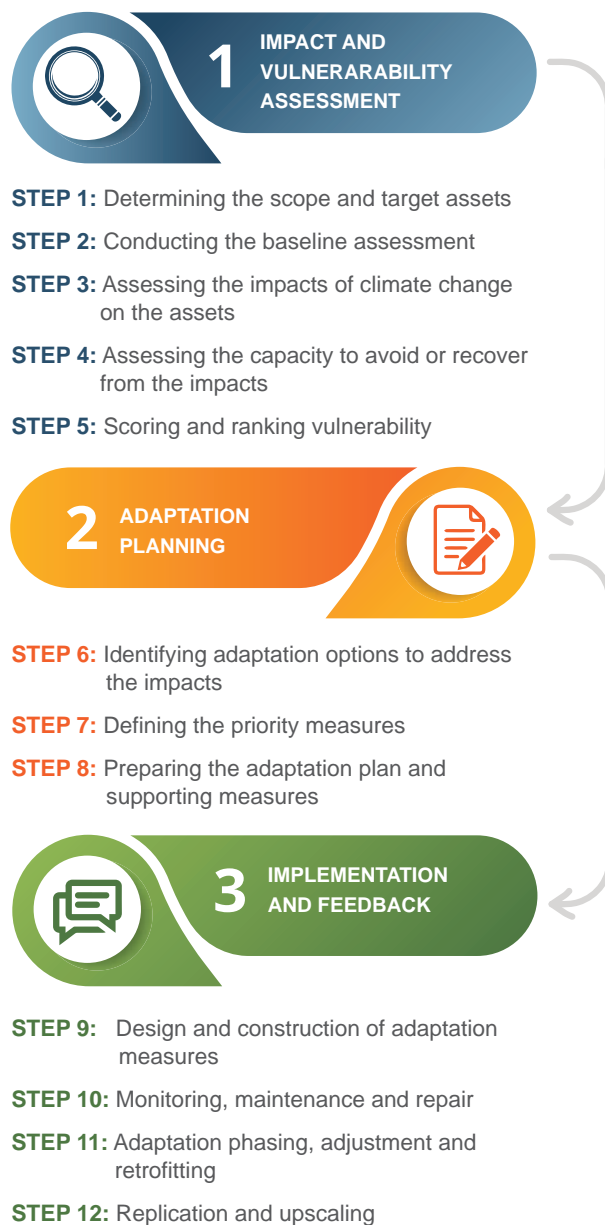 1
IMPACT AND
VULNERARABILITY
ASSESSMENT
STEP 1: Determining the scope and target assets
STEP 2: Conducting the baseline assessment
STEP 3: Assessing the impacts of climate change
on the assets
STEP 4: Assessing the capacity to avoid or recover
from the impacts
STEP 5: Scoring and ranking vulnerability
2
ADAPTATION
PLANNING
STEP 6: Identifying adaptation options to address
the impacts
STEP 7: Defining the priority measures
STEP 8: Preparing the adaptation plan and
supporting measures
3
IMPLEMENTATION
AND FEEDBACK
STEP 9: Design and construction of adaptation
measures
STEP 10: Monitoring, maintenance and repair
STEP 11: Adaptation phasing, adjustment and
retrofitting
STEP 12: Replication and upscaling